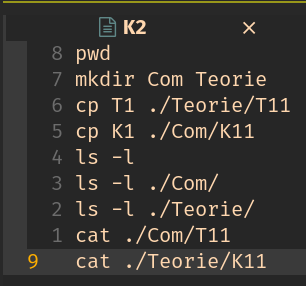 K2 ×
8 pwd
7 mkdir Com Teorie
6 cp T1 ./Teorie/T11
5 cp K1 ./Com/K11
4 ls -l
3 ls -l ./Com/
2 ls -l ./Teorie/
1 cat ./Com/T11
9 cat ./Teorie/K11